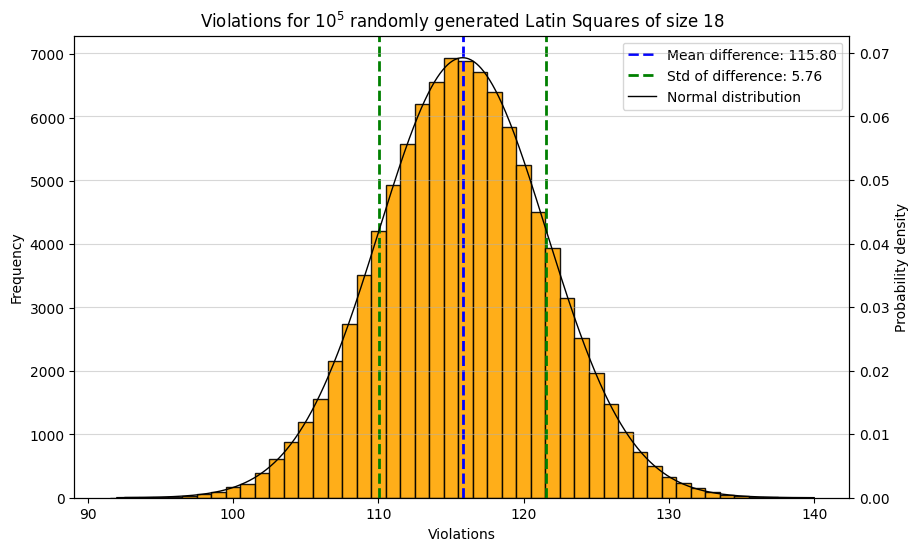 Violations for 10⁵ randomly generated Latin Squares of size 18
Mean difference: 115.80
Std of difference: 5.76
Normal distribution
Frequency
7000
6000
5000
4000
3000
2000
1000
0
0.07
0.06
0.05
0.04
0.03
0.02
0.01
0.00
Probability density
90 100 110 120 130 140
Violations